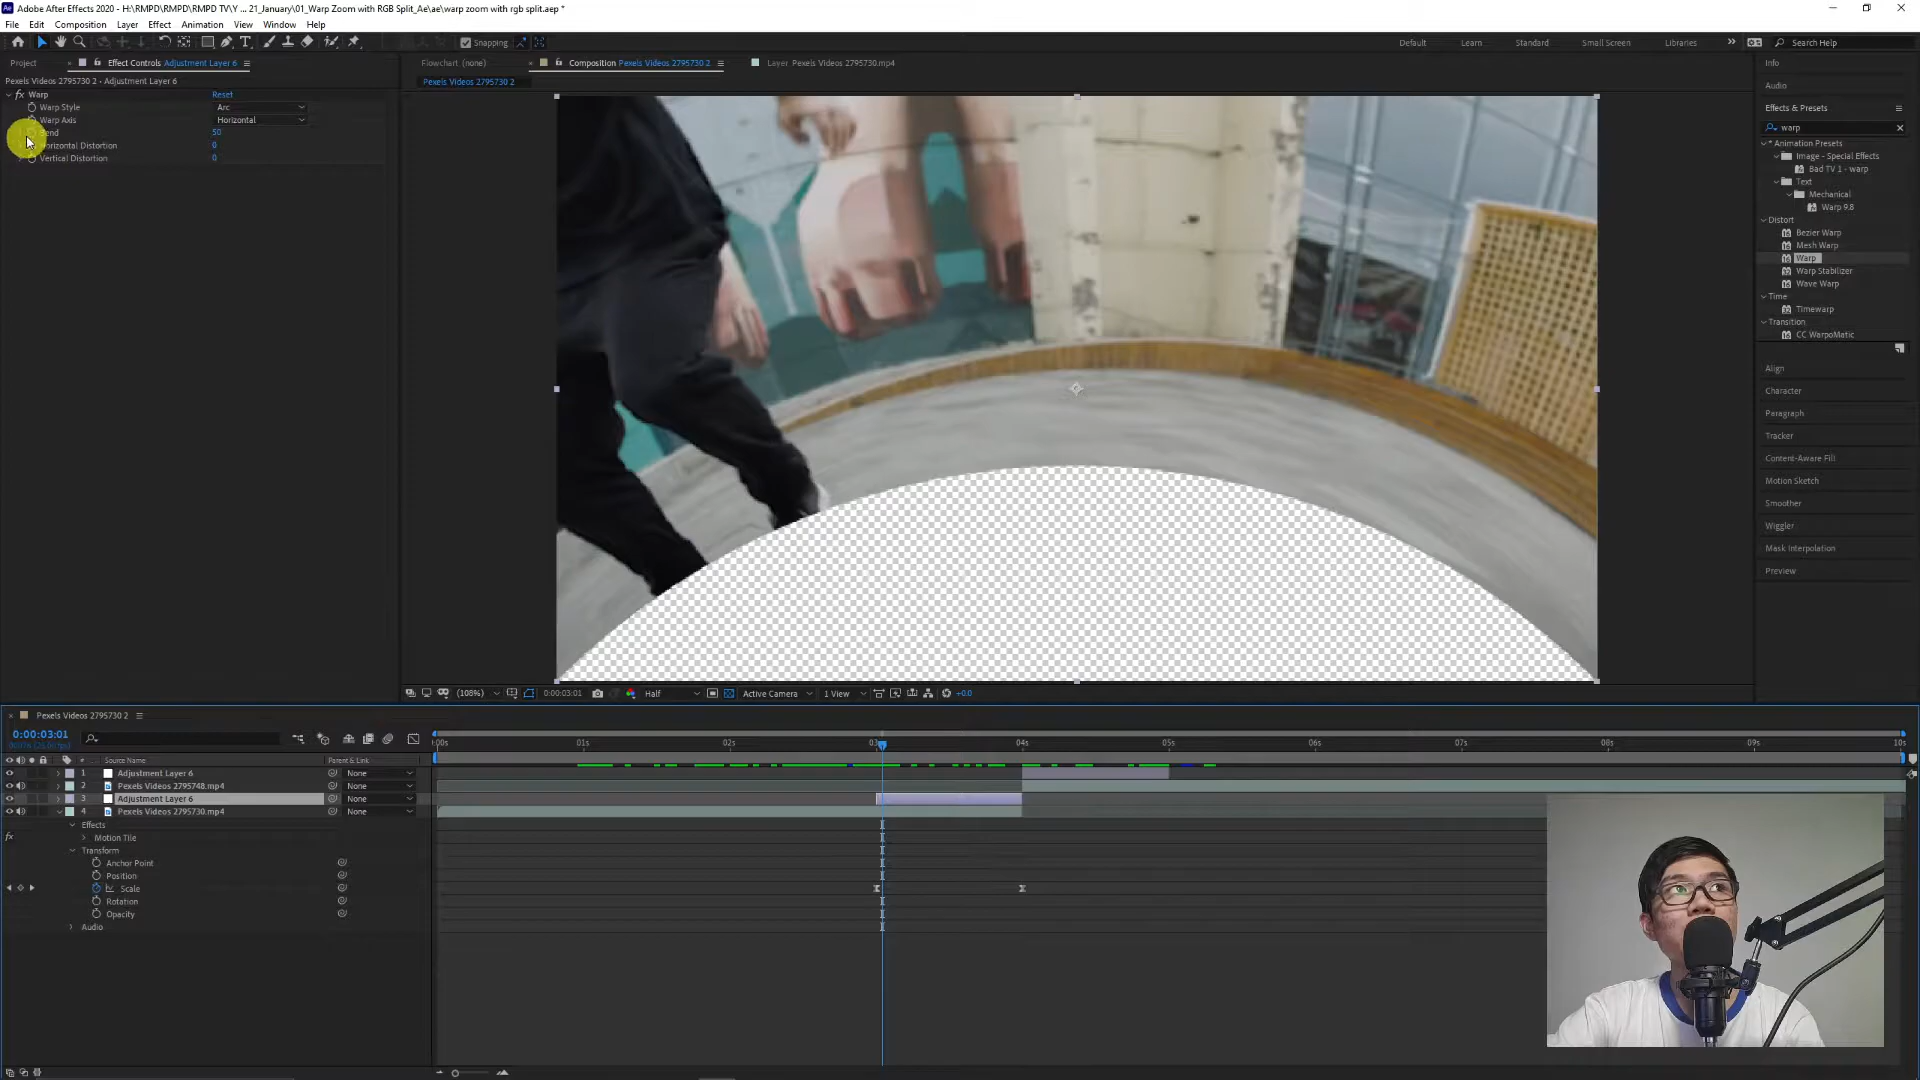 Adobe After Effects 2020 - H:\RMPD\RMPD TV\Y ... 21_January\01_Warp Zoom with RGB Split_Ae\ae\warp zoom with rgb split.aep *
File Edit Composition Layer Effect Animation View Window Help
Snapping Default Learn Standard Small Screen Libraries Search Help
Project Effect Controls Adjustment Layer 6 Flowchart (none) Composition Pexels Videos 2795730 2 Layer Pexels Videos 2795730.mp4 Info
Pexels Videos 2795730 2 · Adjustment Layer 6 Pexels Videos 2795730 2 Audio
fx Warp Reset
Warp Style Arc
Warp Axis Horizontal
50
Horizontal Distortion 0
Vertical Distortion 0
Effects & Presets
warp
* Animation Presets
Image - Special Effects
Bad TV 1 - warp
Text
Mechanical
Warp 9.8
Distort
Bezier Warp
Mesh Warp
Warp
Warp Stabilizer
Wave Warp
Time
Timewarp
Transition
CC WarpoMatic
Align
Character
Paragraph
Tracker
Content-Aware Fill
Motion Sketch
Smoother
Wiggler
Mask Interpolation
Preview
(108%) 0:00:03:01 Half Active Camera 1 View +0.0
Pexels Videos 2795730 2
0:00:03:01
:00s 01s 02s 03 04s 05s 06s 07s 08s 09s 10s
# Source Name Parent & Link
1 Adjustment Layer 6 None
2 Pexels Videos 2795748.mp4 None
3 Adjustment Layer 6 None
4 Pexels Videos 2795730.mp4 None
Effects
fx Motion Tile
Transform
Anchor Point
Position
Scale
Rotation
Opacity
Audio